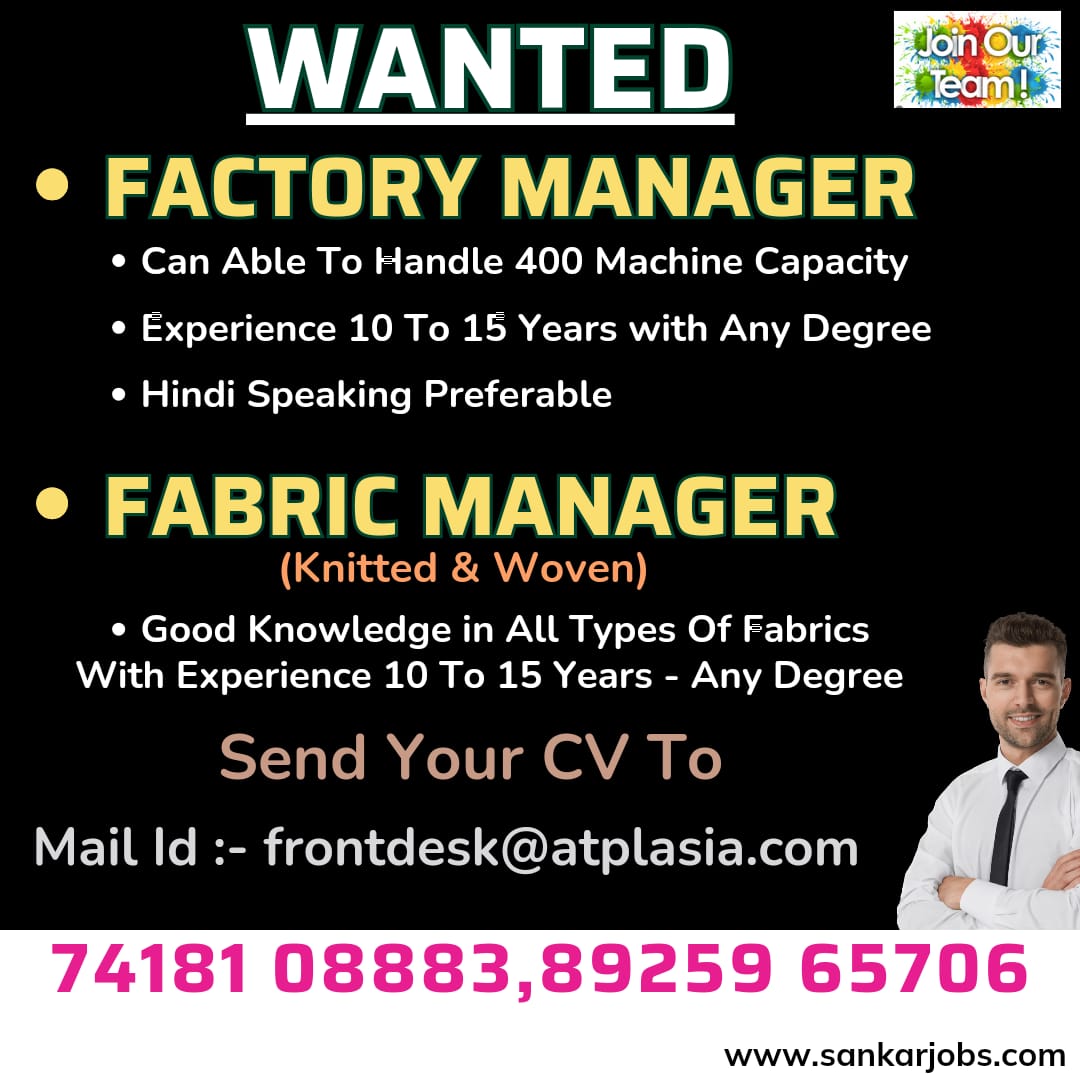 WANTED
Join Our
Team!
• FACTORY MANAGER
• Can Able To Handle 400 Machine Capacity
• Experience 10 To 15 Years with Any Degree
• Hindi Speaking Preferable
• FABRIC MANAGER
(Knitted & Woven)
• Good Knowledge in All Types Of Fabrics
With Experience 10 To 15 Years - Any Degree
Send Your CV To
Mail Id :- frontdesk@atplasia.com
74181 08883,89259 65706
www.sankarjobs.com